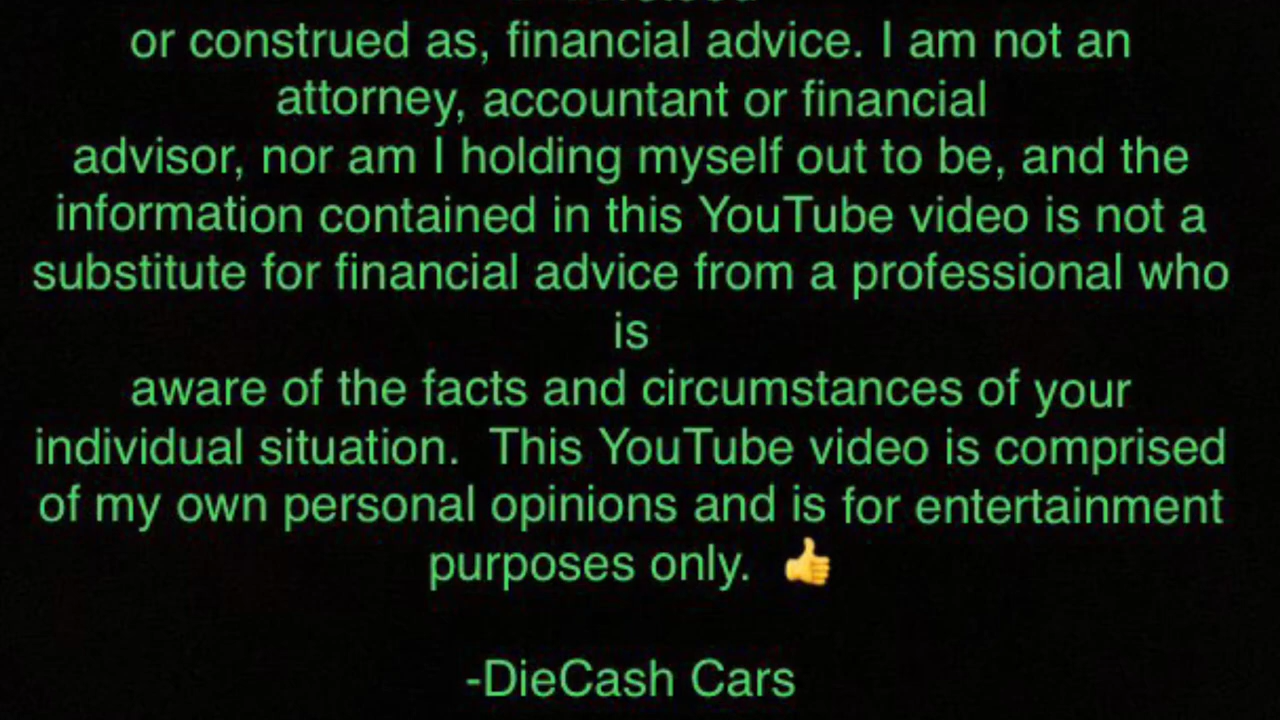 or construed as, financial advice. I am not an
attorney, accountant or financial
advisor, nor am I holding myself out to be, and the
information contained in this YouTube video is not a
substitute for financial advice from a professional who
is
aware of the facts and circumstances of your
individual situation.  This YouTube video is comprised
of my own personal opinions and is for entertainment
purposes only.  👍
-DieCash Cars